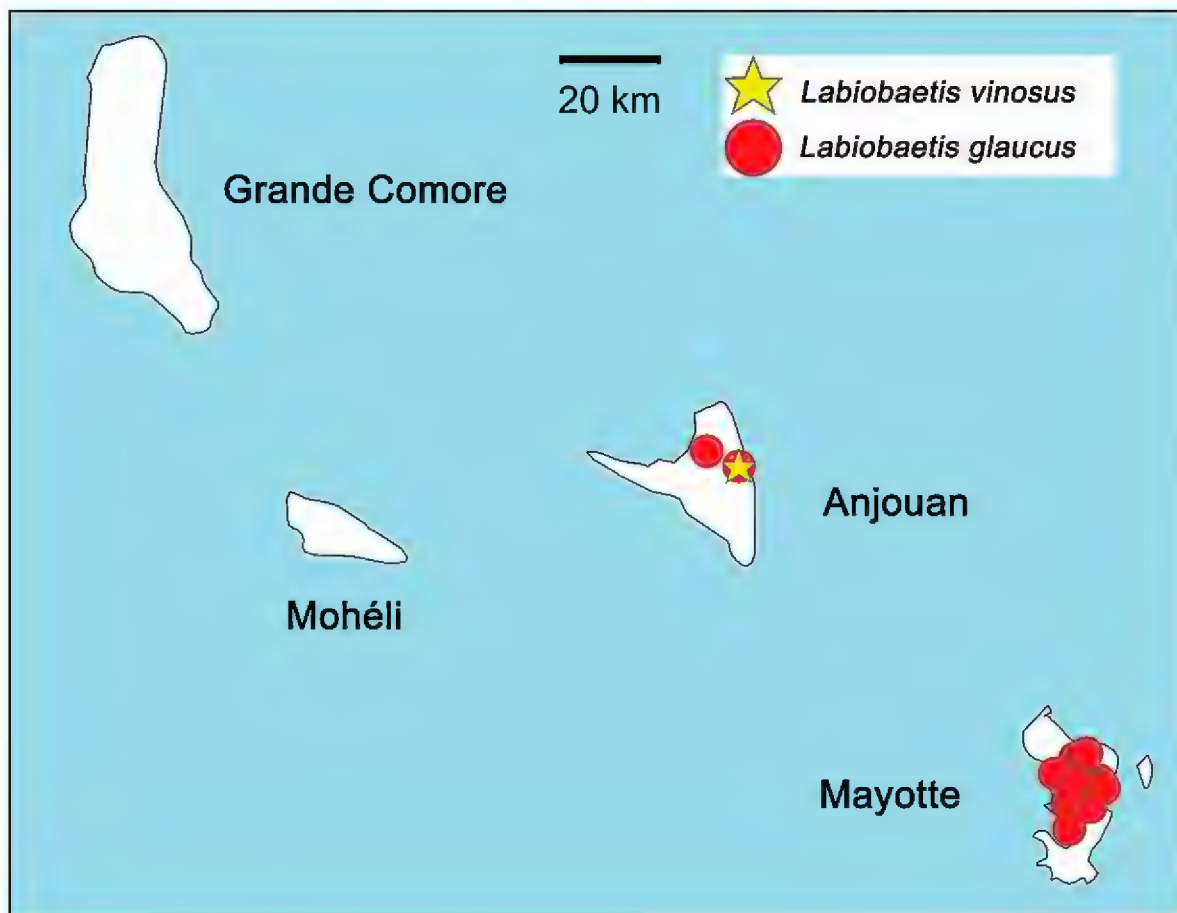 20 km
Labiobaetis vinosus
Labiobaetis glaucus
Grande Comore
Anjouan
Mohéli
Mayotte